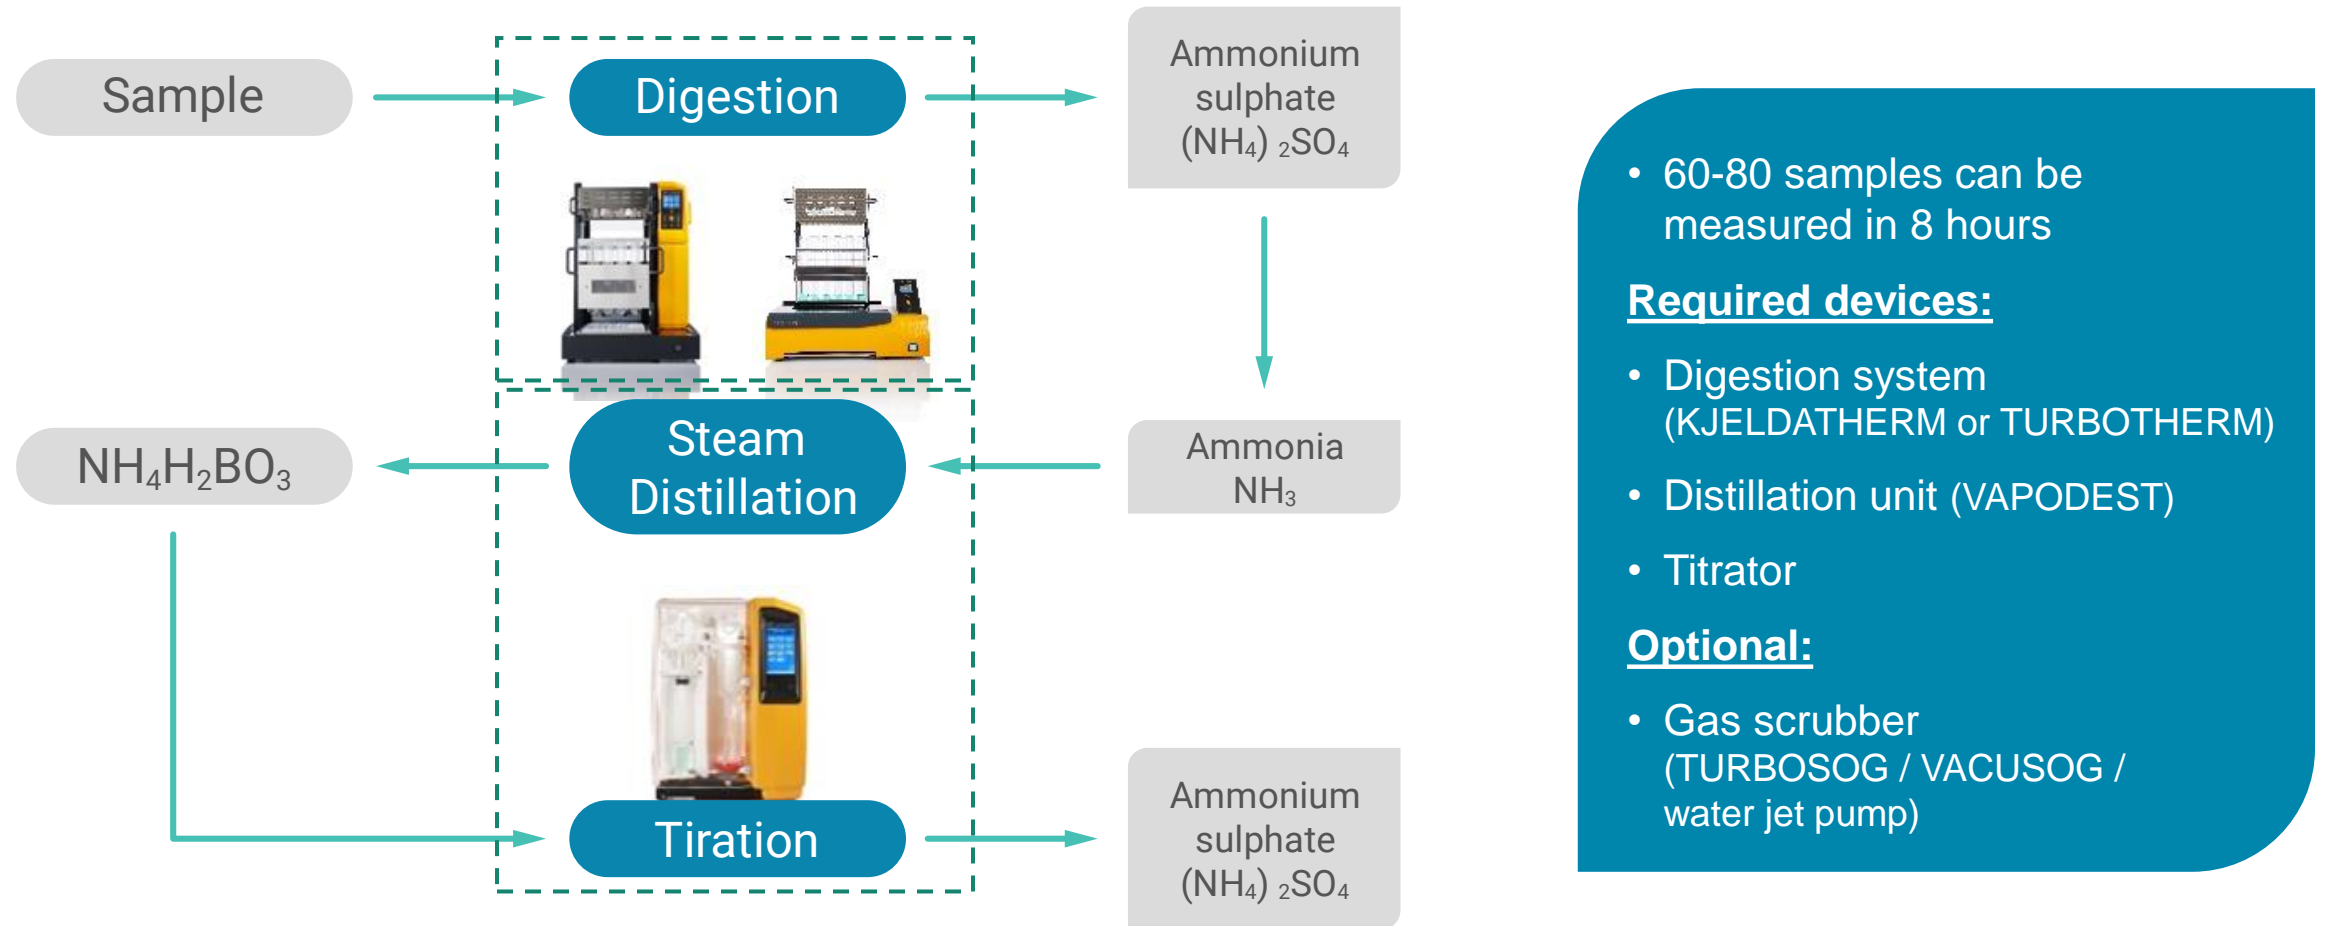 Sample
Digestion
Ammonium
sulphate
(NH₄) ₂SO₄
Steam
Distillation
NH₄H₂BO₃
Ammonia
NH₃
Tiration
Ammonium
sulphate
(NH₄) ₂SO₄
• 60-80 samples can be
measured in 8 hours
Required devices:
• Digestion system
(KJELDATHERM or TURBOTHERM)
• Distillation unit (VAPODEST)
• Titrator
Optional:
• Gas scrubber
(TURBOSOG / VACUSOG /
water jet pump)